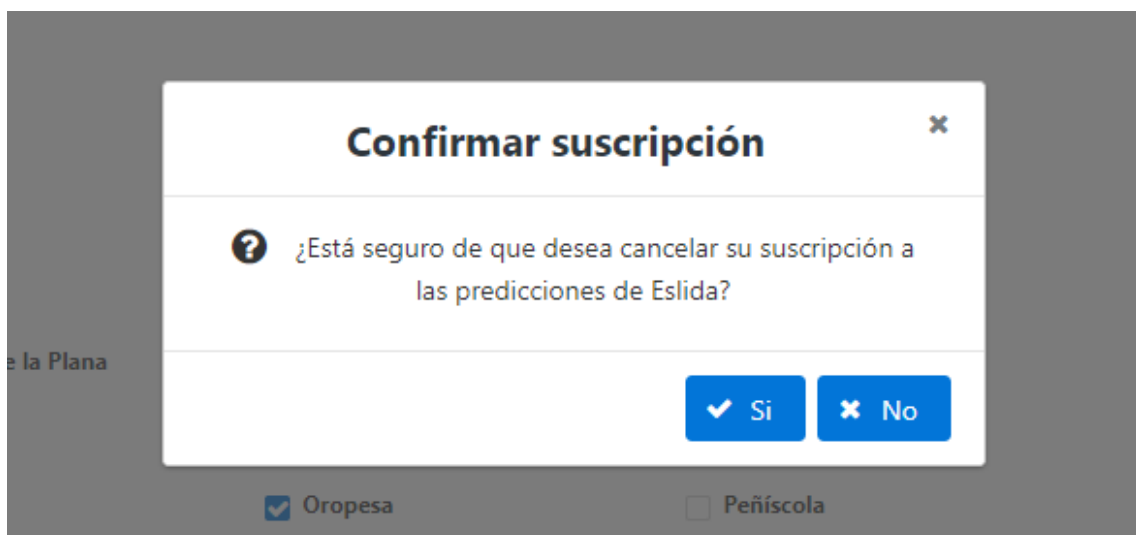 Confirmar suscripción
¿Está seguro de que desea cancelar su suscripción a
las predicciones de Eslida?
e la Plana
Si
No
Oropesa
Peñíscola